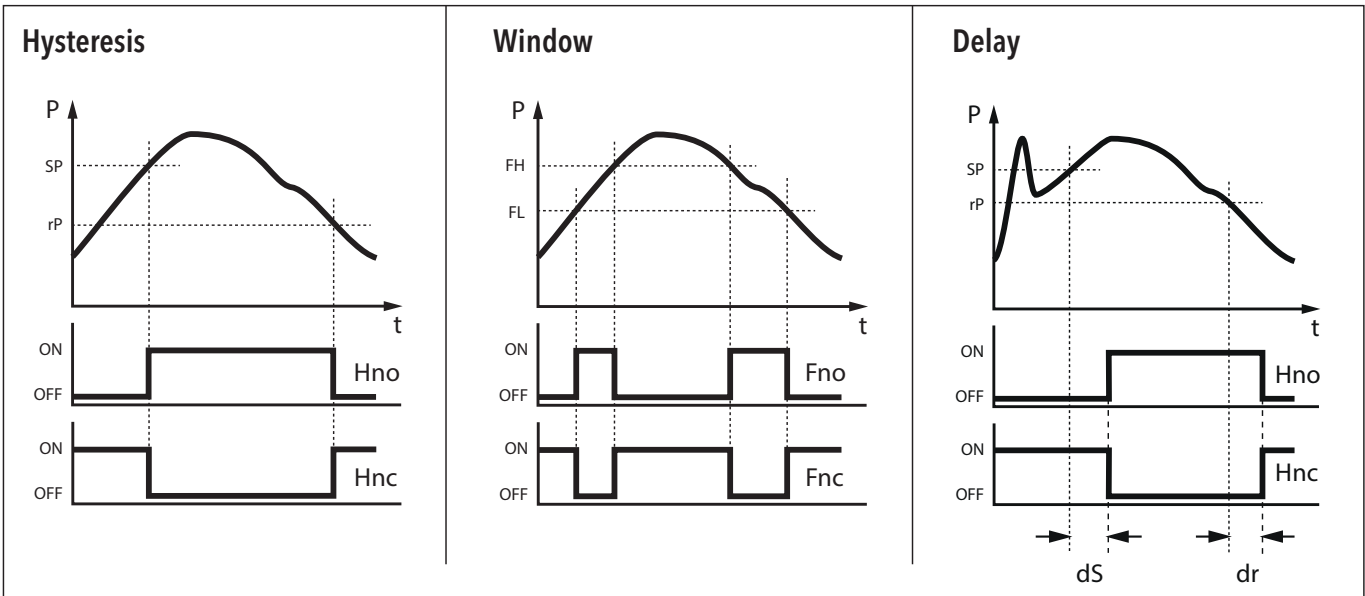 Hysteresis
P
SP
rP
t
ON
OFF
Hno
ON
OFF
Hnc
Window
P
FH
FL
t
ON
OFF
Fno
ON
OFF
Fnc
Delay
P
SP
rP
t
ON
OFF
Hno
ON
OFF
Hnc
dS
dr